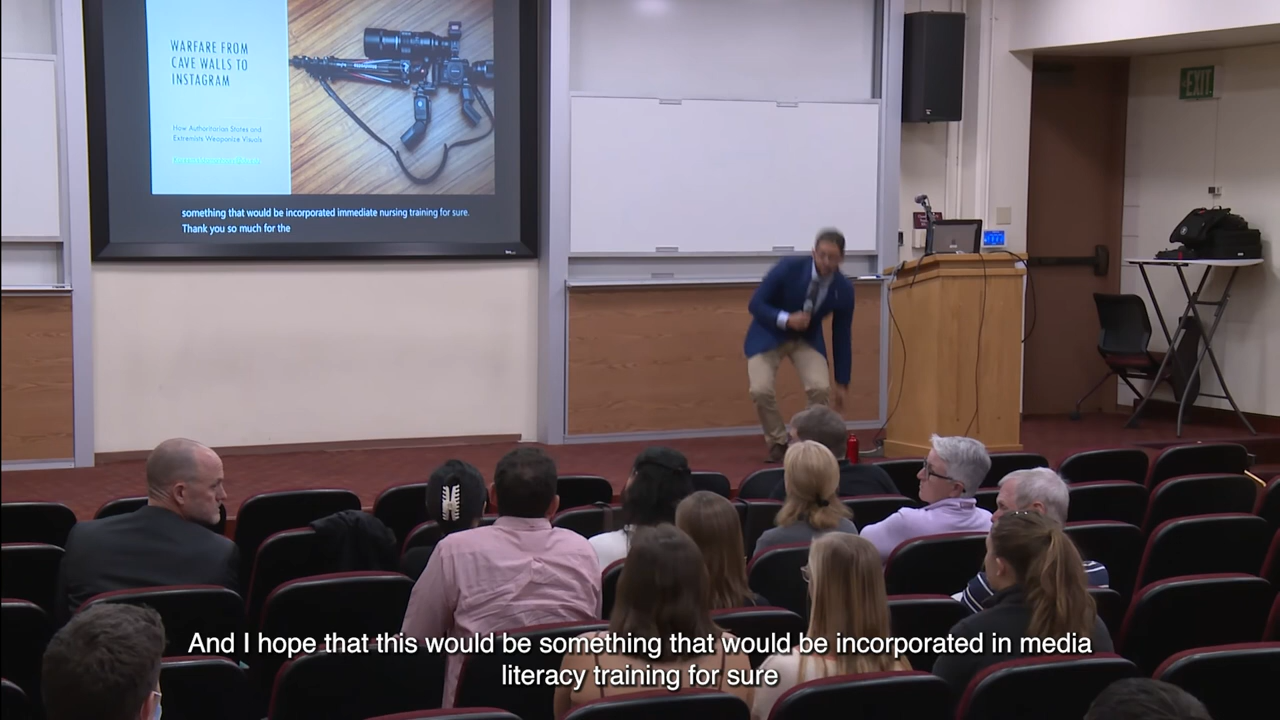 WARFARE FROM
CAVE WALLS TO
INSTAGRAM
How Authoritarian States and
Extremists Weaponize Visuals
something that would be incorporated immediate nursing training for sure.
Thank you so much for the
EXIT
And I hope that this would be something that would be incorporated in media
literacy training for sure